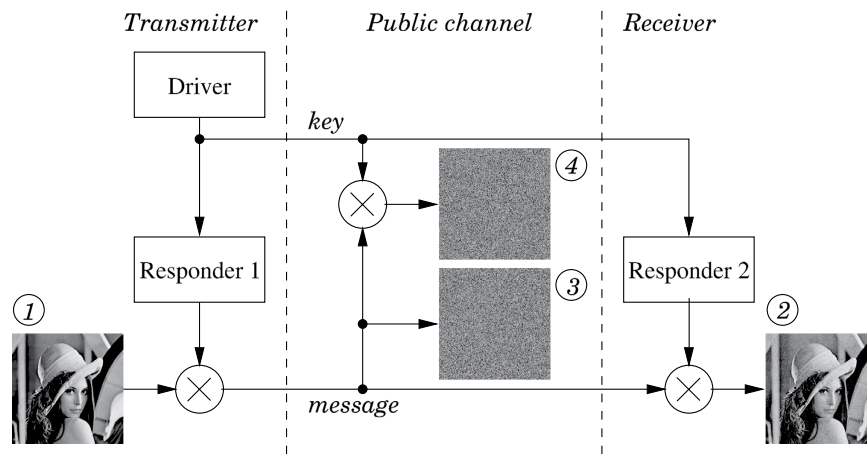 Transmitter
Public channel
Receiver
Driver
key
4
Responder 1
Responder 2
3
1
2
message